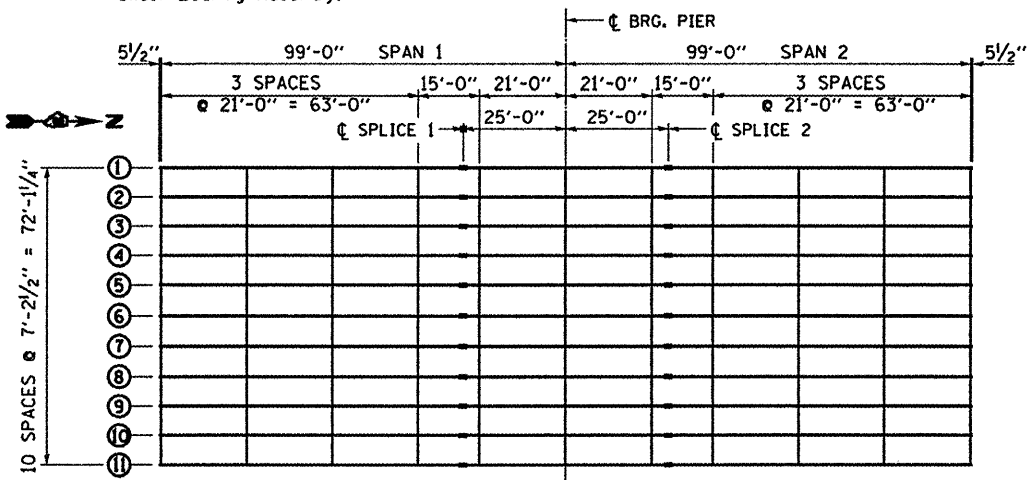 ℄ BRG. PIER
5½" 99'-0" SPAN 1 99'-0" SPAN 2 5½"
3 SPACES 15'-0" 21'-0" 21'-0" 15'-0" 3 SPACES
@ 21'-0" = 63'-0" @ 21'-0" = 63'-0"
N 25'-0" 25'-0"
℄ SPLICE 1 ℄ SPLICE 2
10 SPACES @ 7'-2½" = 72'-1¼"
1
2
3
4
5
6
7
8
9
10
11